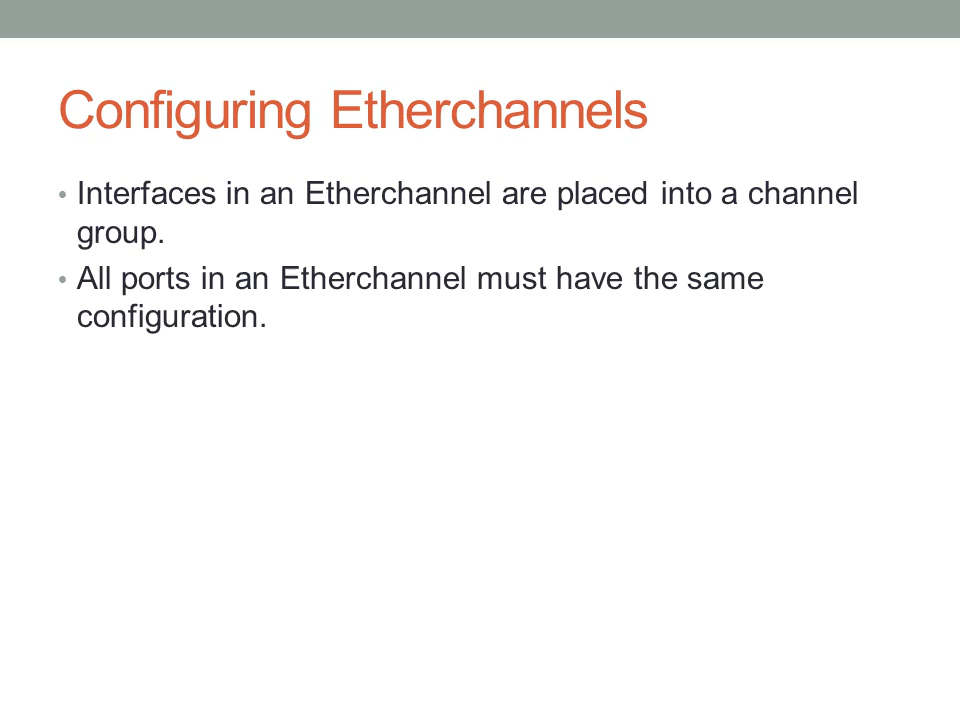 Configuring Etherchannels
• Interfaces in an Etherchannel are placed into a channel
group.
• All ports in an Etherchannel must have the same
configuration.